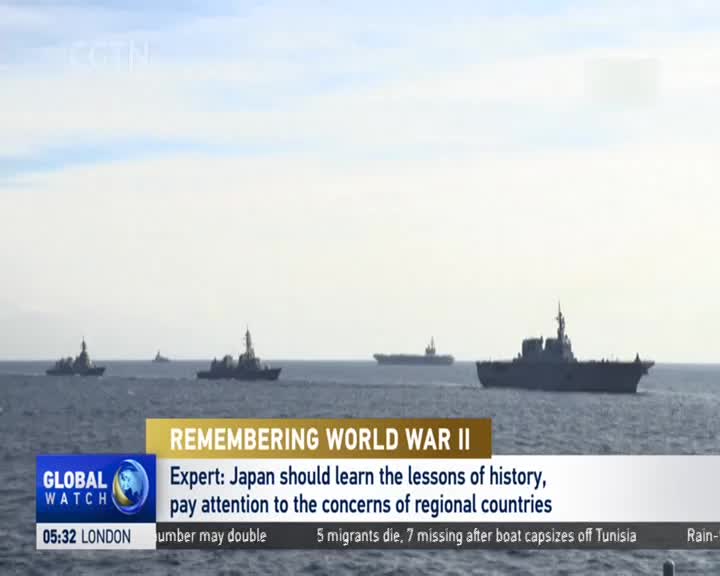 CGTN
REMEMBERING WORLD WAR II
Expert: Japan should learn the lessons of history,
pay attention to the concerns of regional countries
GLOBAL
WATCH
05:32 LONDON
number may double 5 migrants die, 7 missing after boat capsizes off Tunisia Rain-